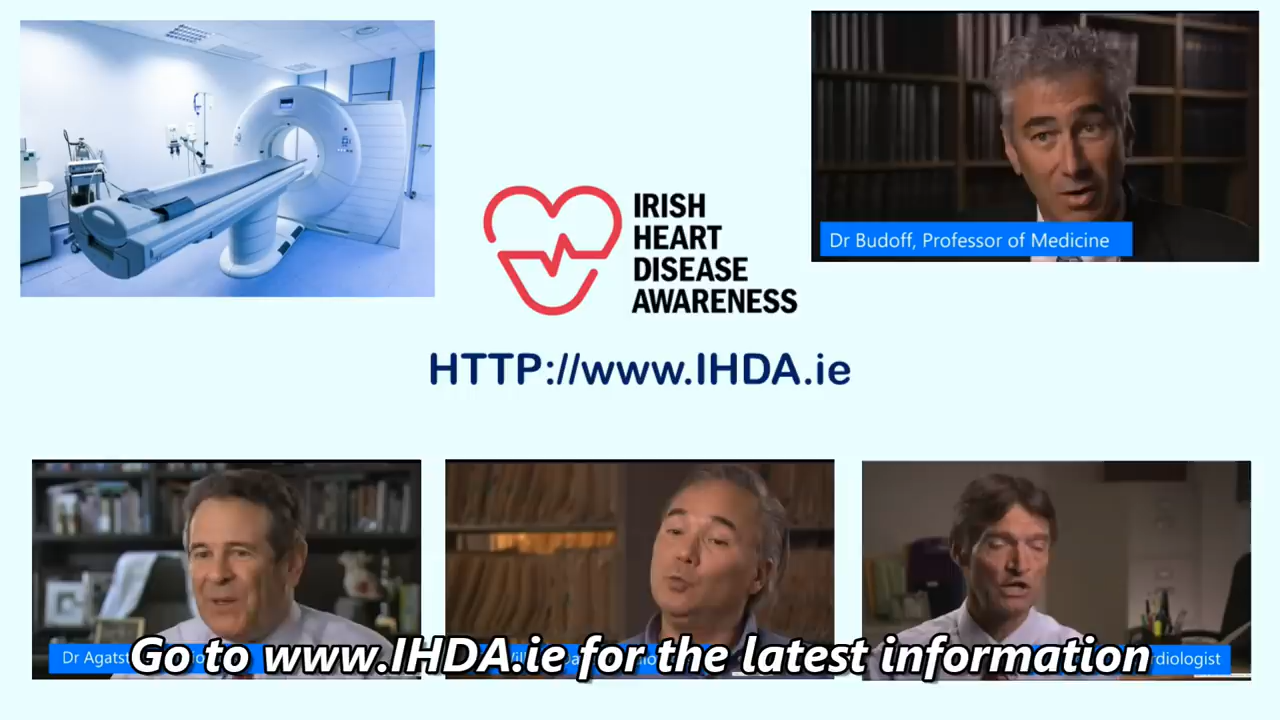 IRISH
HEART
DISEASE
AWARENESS
Dr Budoff, Professor of Medicine
HTTP://www.IHDA.ie
Dr
Go to www.IHDA.ie for the latest information